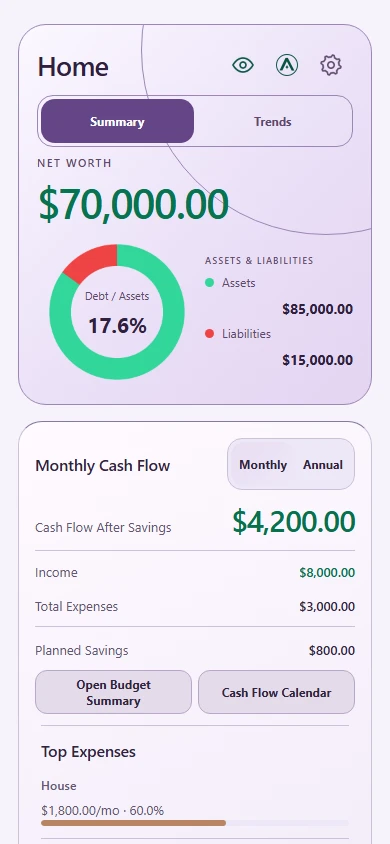 Home
Summary
Trends
NET WORTH
$70,000.00
Debt / Assets
17.6%
ASSETS & LIABILITIES
Assets
$85,000.00
Liabilities
$15,000.00
Monthly Cash Flow
Monthly
Annual
Cash Flow After Savings
$4,200.00
Income
$8,000.00
Total Expenses
$3,000.00
Planned Savings
$800.00
Open Budget
Summary
Cash Flow Calendar
Top Expenses
House
$1,800.00/mo · 60.0%